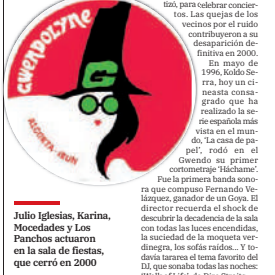 GWENDOLYNE
ALGORTA IRUN
Julio Iglesias, Karina,
Mocedades y Los
Panchos actuaron
en la sala de fiestas,
que cerró en 2000
tizó, para celebrar concier-
tos. Las quejas de los
vecinos por el ruido
contribuyeron a su
desaparición de-
finitiva en 2000.
En mayo de
1996, Koldo Se-
rra, hoy un ci-
neasta consa-
grado que ha
realizado la se-
rie española más
vista en el mun-
do, ‘La casa de pa-
pel’, rodó en el
Gwendo su primer
cortometraje ‘Háchame’.
Fue la primera banda sono-
ra que compuso Fernando Ve-
lázquez, ganador de un Goya. El
director recuerda el shock de
descubrir la decadencia de la sala
con todas las luces encendidas,
la suciedad de la moqueta ver-
dinegra, los sofás raídos... Y to-
davía tararea el tema favorito del
DJ, que sonaba todas las noches: